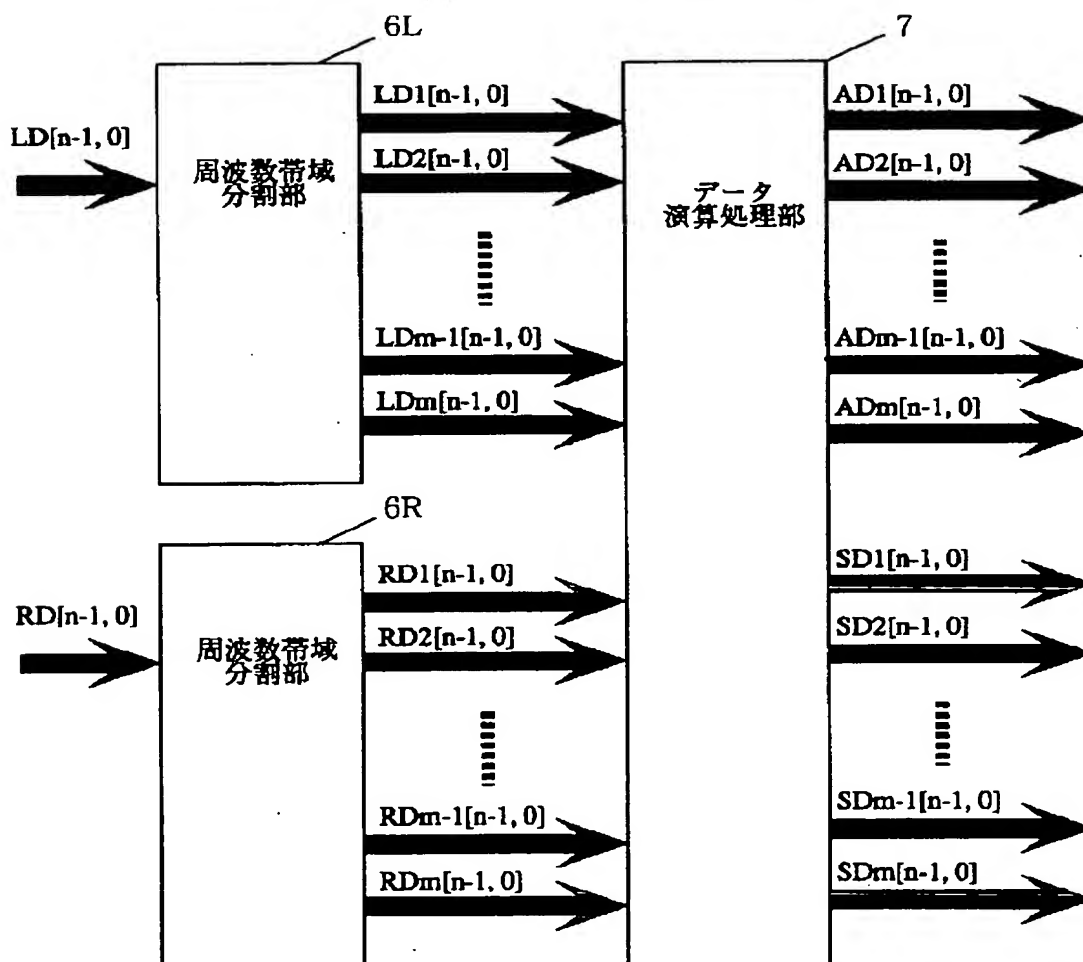 6L
7
LD[n-1, 0]
周波数帯域
分割部
LD1[n-1, 0]
LD2[n-1, 0]
LDm-1[n-1, 0]
LDm[n-1, 0]
データ
演算処理部
AD1[n-1, 0]
AD2[n-1, 0]
ADm-1[n-1, 0]
ADm[n-1, 0]
6R
RD[n-1, 0]
周波数帯域
分割部
RD1[n-1, 0]
RD2[n-1, 0]
RDm-1[n-1, 0]
RDm[n-1, 0]
SD1[n-1, 0]
SD2[n-1, 0]
SDm-1[n-1, 0]
SDm[n-1, 0]